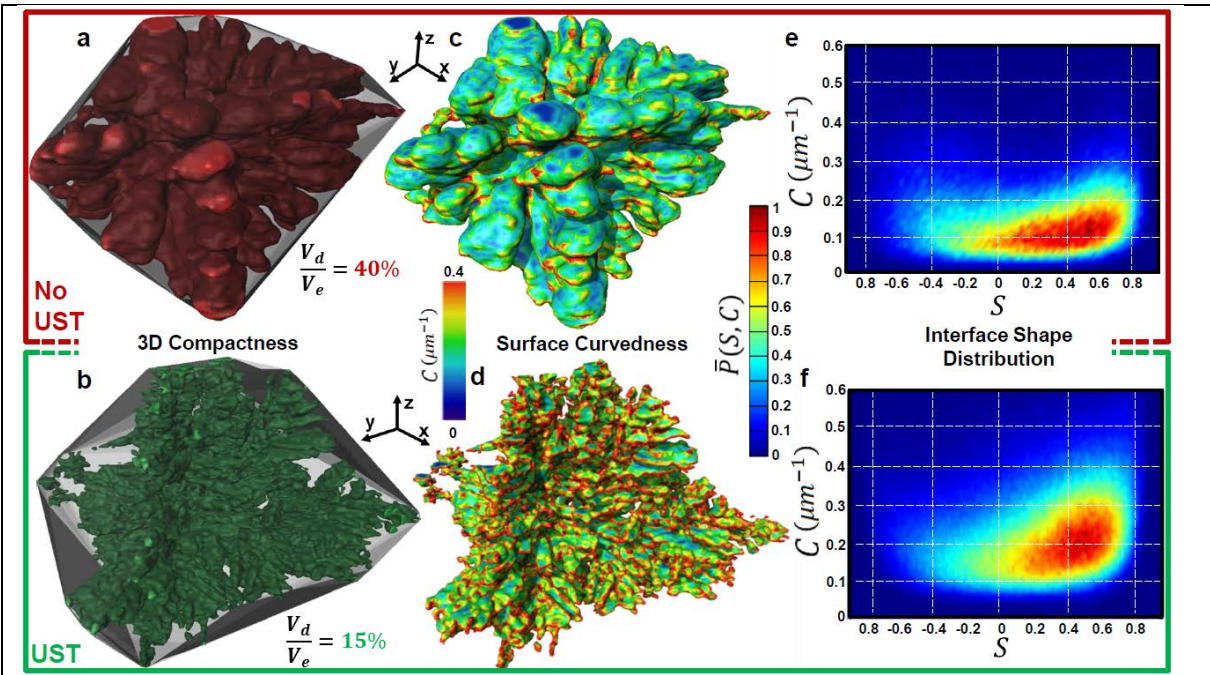 a
z
y
x
V_d/V_e = 40%
No
UST
3D Compactness
b
z
y
x
V_d/V_e = 15%
UST
c
0.4
C (μm⁻¹)
0
Surface Curvedness
d
1
0.9
0.8
0.7
0.6
0.5
0.4
0.3
0.2
0.1
0
P̄(S, C)
e
0.6
0.5
0.4
0.3
0.2
0.1
0
C (μm⁻¹)
0.8 0.6 -0.4 -0.2 0 0.2 0.4 0.6 0.8
S
Interface Shape
Distribution
f
0.6
0.5
0.4
0.3
0.2
0.1
0
C (μm⁻¹)
0.8 0.6 -0.4 -0.2 0 0.2 0.4 0.6 0.8
S